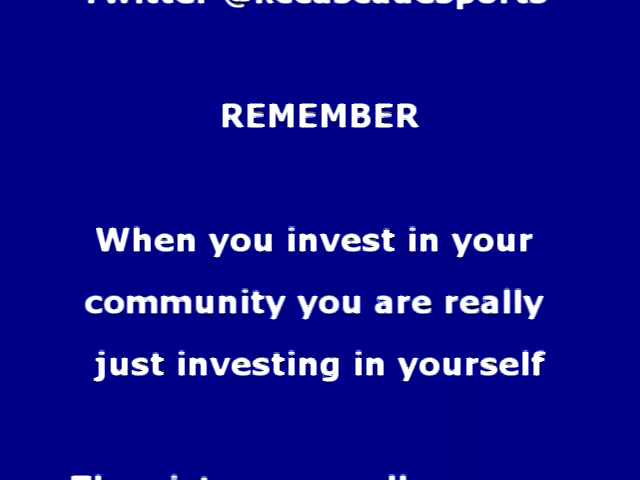 REMEMBER
When you invest in your
community you are really
just investing in yourself